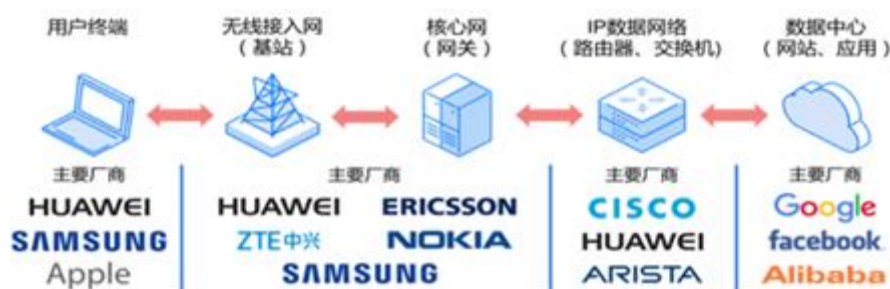 用户终端
无线接入网
（基站）
核心网
（网关）
IP数据网络
（路由器、交换机)
数据中心
（网站、应用）
主要厂商
HUAWEI
SAMSUNG
Apple
主要厂商
HUAWEI ERICSSON
ZTE中兴 NOKIA
SAMSUNG
主要厂商
CISCO
HUAWEI
ARISTA
主要厂商
Google
facebook.
Alibaba